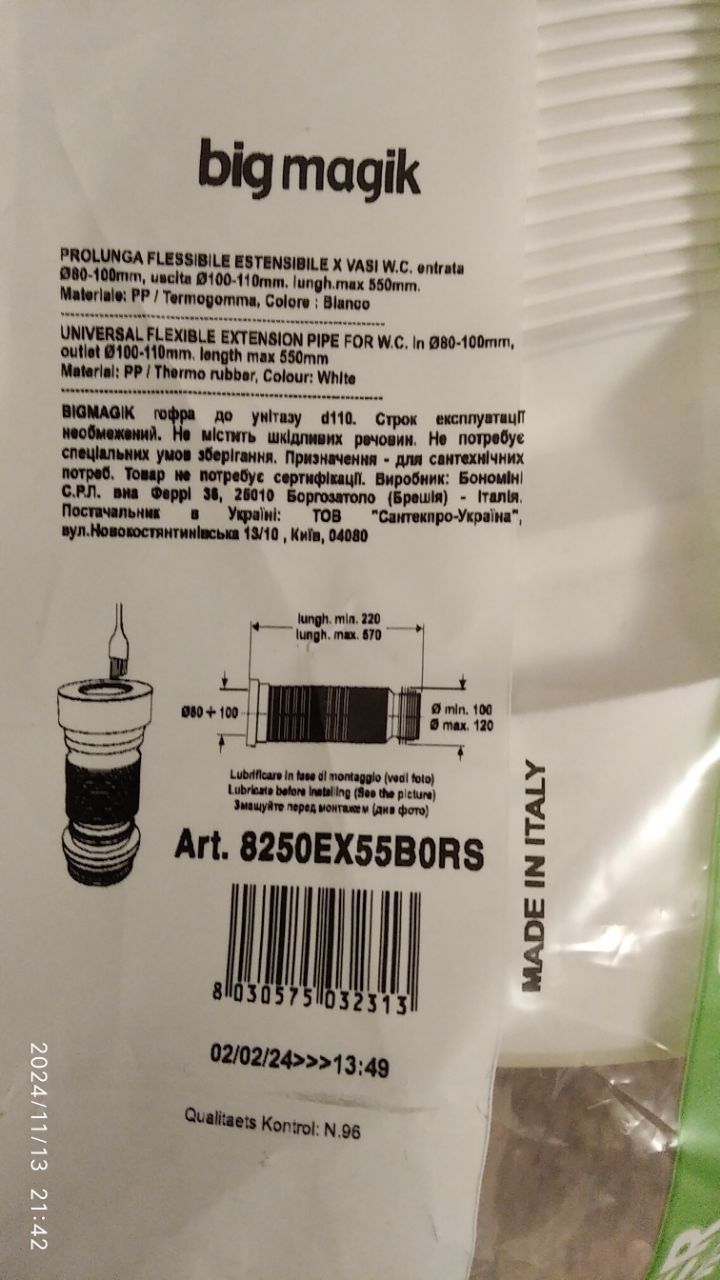 big magik
PROLUNGA FLESSIBILE ESTENSIBILE X VASI W.C. entrata
Ø80-100mm, uscita Ø100-110mm. lungh.max 550mm.
Materiale: PP / Termogomma, Colore : Bianco
UNIVERSAL FLEXIBLE EXTENSION PIPE FOR W.C. in Ø80-100mm,
outlet Ø100-110mm. length max 550mm
Material: PP / Thermo rubber, Colour: White
BIGMAGIK гофра до унітазу d110. Строк експлуатації
необмежений. Не містить шкідливих речовин. Не потребує
спеціальних умов зберігання. Призначення - для сантехнічних
потреб. Товар не потребує сертифікації. Виробник: Бономіні
С.Р.Л. виа Феррі 36, 25010 Боргозатоло (Брешія) - Італія.
Постачальник в Україні: ТОВ "Сантекпро-Україна",
вул.Новокостянтинівська 13/10 , Київ, 04080
lungh. min. 220
lungh. max. 570
Ø80 ÷ 100
Ø min. 100
Ø max. 120
Lubrificare in fase di montaggio (vedi foto)
Lubricate before installing (See the picture)
Змащуйте перед монтажем (див фото)
Art. 8250EX55B0RS
MADE IN ITALY
8 030575 032313
02/02/24>>>13:49
Qualitaets Kontrol: N.96
2024/11/13 21:42